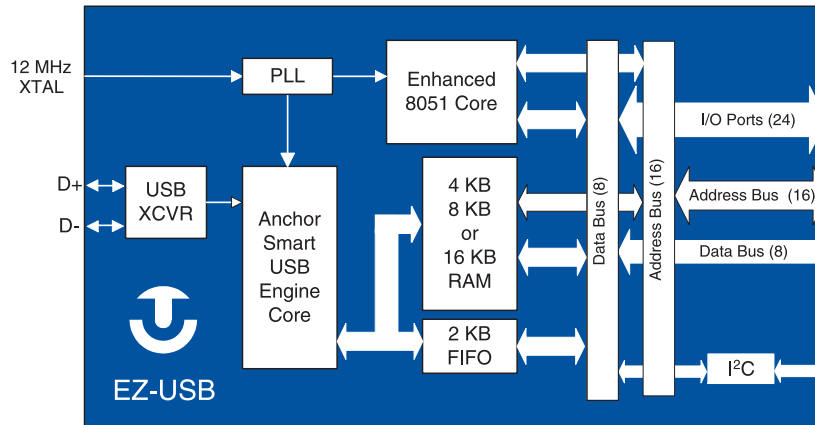 12 MHz
XTAL
PLL
Enhanced
8051 Core
I/O Ports (24)
D+
D-
USB
XCVR
Anchor
Smart
USB
Engine
Core
4 KB
8 KB
or
16 KB
RAM
2 KB
FIFO
Data Bus (8)
Address Bus (16)
Address Bus (16)
Data Bus (8)
I²C
EZ-USB